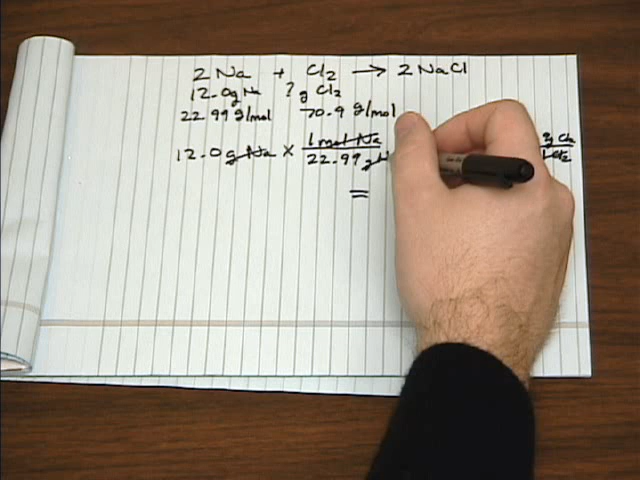 2 Na + Cl2 → 2 NaCl
12.0g Na ? g Cl2
22.99 g/mol 70.9 g/mol
12.0 g Na × 1 mol Na / 22.99 g
=